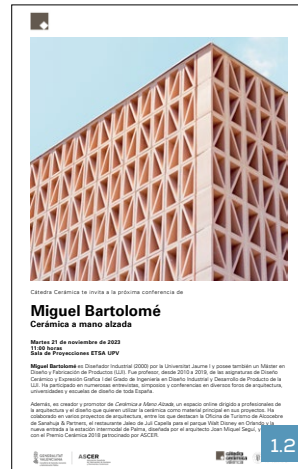 Cátedra Cerámica te invita a la próxima conferencia de
Miguel Bartolomé
Cerámica a mano alzada
Martes 21 de noviembre de 2023
11:00 horas
Sala de Proyecciones ETSA UPV
Miguel Bartolomé es Diseñador Industrial (2000) por la Universitat Jaume I y posee también un Máster en
Diseño y Fabricación de Productos (UJI). Fue profesor, desde 2010 a 2019, de las asignaturas de Diseño
Cerámico y Expresión Grafica I del Grado de Ingeniería en Diseño Industrial y Desarrollo de Producto de la
UJI. Ha participado en numerosas entrevistas, simposios y conferencias en diversos foros de arquitectura,
universidades y escuelas de diseño de toda España.
Además, es creador y promotor de Cerámica a Mano Alzada, un espacio online dirigido a profesionales de
la arquitectura y el diseño que quieran utilizar la cerámica como material principal en sus proyectos. Ha
colaborado en varios proyectos de arquitectura, entre los que destacan la Oficina de Turismo de Alcocebre
de Sanahuja & Partners, el restaurante Jaleo de Juli Capella para el parque Walt Disney en Orlando y la
nueva entrada a la estación intermodal de Palma, diseñada por el arquitecto Joan Miquel Seguí, y
con el Premio Cerámica 2018 patrocinado por ASCER.
GENERALITAT
VALENCIANA
ASCER
cátedra
cerámica
1.2